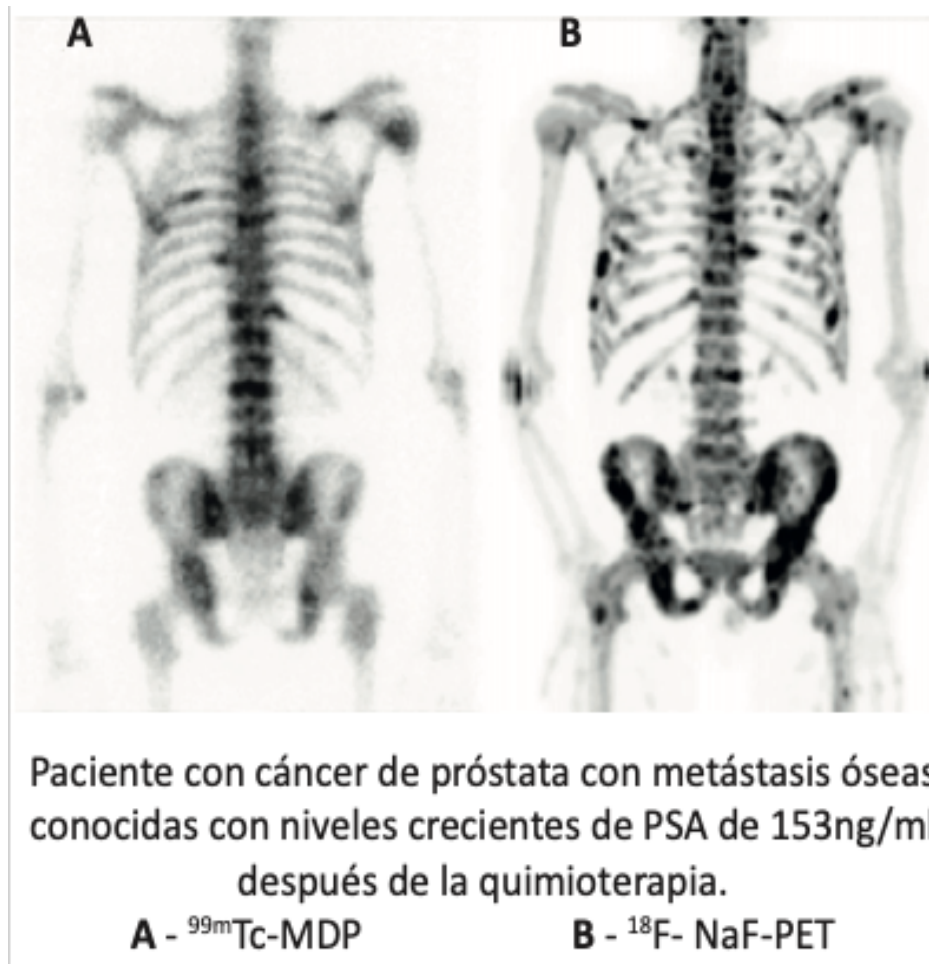 A B
Paciente con cáncer de próstata con metástasis óseas
conocidas con niveles crecientes de PSA de 153ng/ml
después de la quimioterapia.
A - ⁹⁹ᵐTc-MDP B - ¹⁸F- NaF-PET